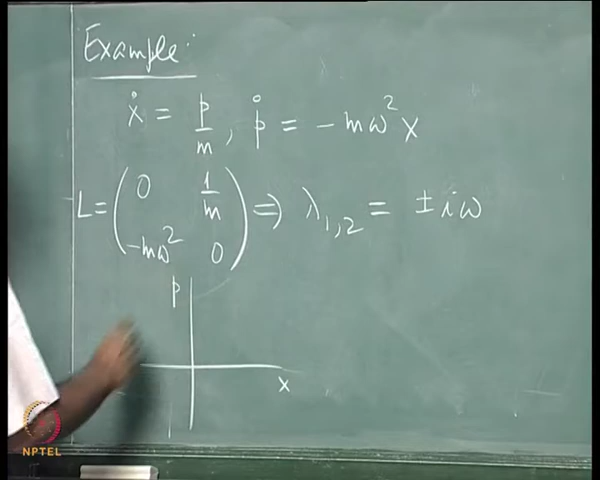 Example:
ẋ = p/m, ṗ = -mω²x
L = (0 1/m
-mω² 0) ⇒ λ₁,₂ = ±iω
p
x
NPTEL